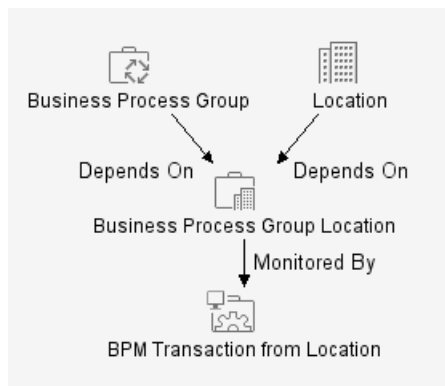 Business Process Group
Location
Depends On
Depends On
Business Process Group Location
Monitored By
BPM Transaction from Location